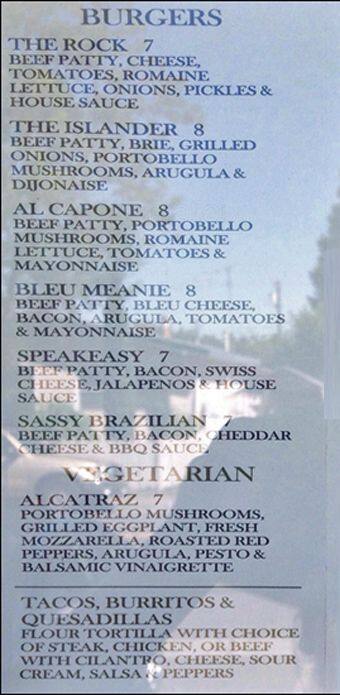 BURGERS
THE ROCK 7
BEEF PATTY, CHEESE,
TOMATOES, ROMAINE
LETTUCE, ONIONS, PICKLES &
HOUSE SAUCE
THE ISLANDER 8
BEEF PATTY, BRIE, GRILLED
ONIONS, PORTOBELLO
MUSHROOMS, ARUGULA &
DIJONAISE
AL CAPONE 8
BEEF PATTY, PORTOBELLO
MUSHROOMS, ROMAINE
LETTUCE, TOMATOES &
MAYONNAISE
BLEU MEANIE 8
BEEF PATTY, BLEU CHEESE,
BACON, ARUGULA, TOMATOES
& MAYONNAISE
SPEAKEASY 7
BEEF PATTY, BACON, SWISS
CHEESE, JALAPENOS & HOUSE
SAUCE
SASSY BRAZILIAN 7
BEEF PATTY, BACON, CHEDDAR
CHEESE & BBQ SAUCE
VEGETARIAN
ALCATRAZ 7
PORTOBELLO MUSHROOMS,
GRILLED EGGPLANT, FRESH
MOZZARELLA, ROASTED RED
PEPPERS, ARUGULA, PESTO &
BALSAMIC VINAIGRETTE
TACOS, BURRITOS &
QUESADILLAS
FLOUR TORTILLA WITH CHOICE
OF STEAK, CHICKEN, OR BEEF
WITH CILANTRO, CHEESE, SOUR
CREAM, SALSA & PEPPERS